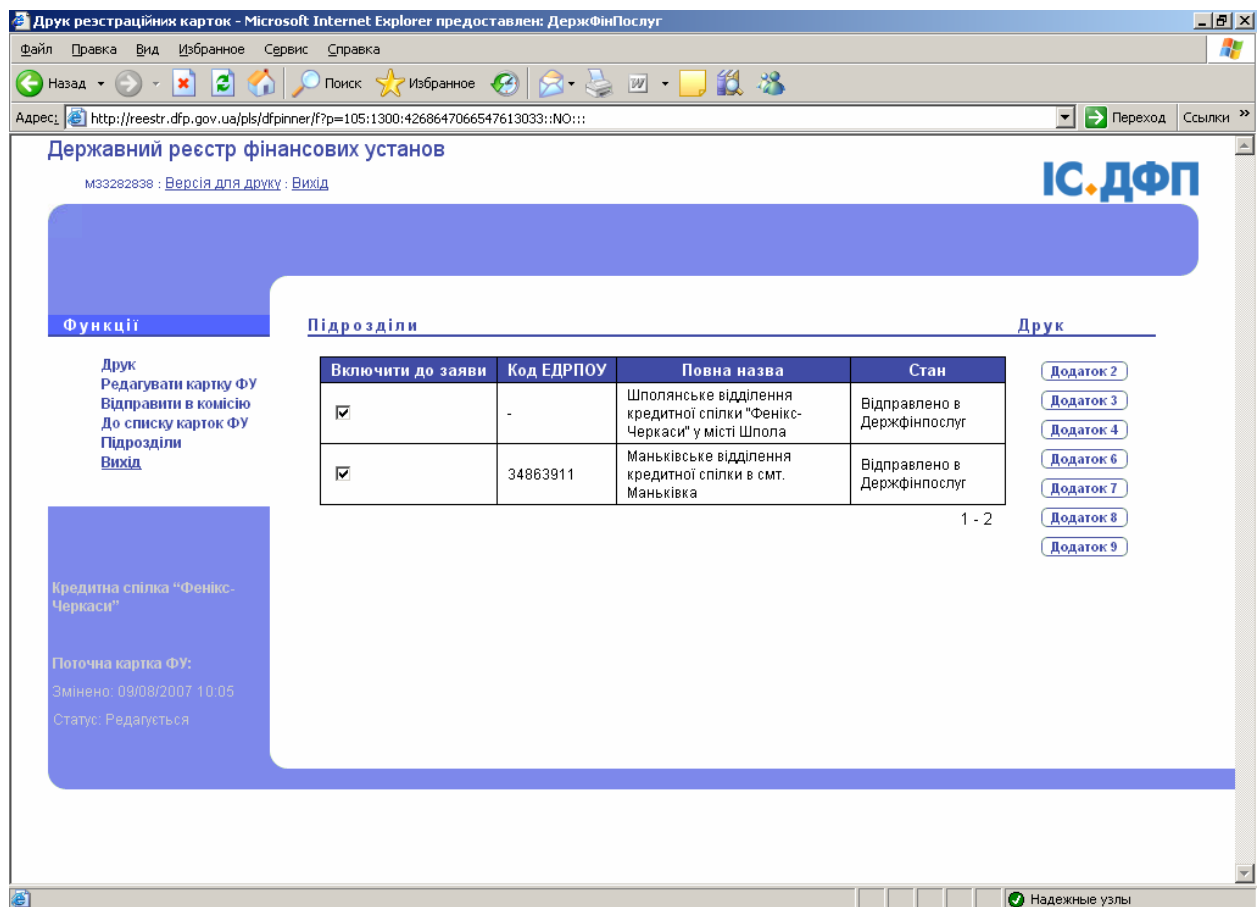 Друк реэстраційних карток - Microsoft Internet Explorer предоставлен: ДержФінПослуг
Файл Правка Вид Избранное Сервис Справка
Назад Поиск Избранное
Адрес: http://reestr.dfp.gov.ua/pls/dfpinner/f?p=105:1300:4268647066547613033::NO::: Переход Ссылки »
Державний реєстр фінансових установ
M33282838 : Версія для друку : Вихід
ІС.ДФП
Функції
Друк
Редагувати картку ФУ
Відправити в комісію
До списку карток ФУ
Підрозділи
Вихід
Кредитна спілка “Фенікс-
Черкаси”
Поточна картка ФУ:
Змінено: 09/08/2007 10:05
Статус: Редагується
Підрозділи
Включити до заяви Код ЕДРПОУ Повна назва Стан
- Шполянське відділення
кредитної спілки "Фенікс-
Черкаси" у місті Шпола
Відправлено в
Держфінпослуг
34863911 Маньківське відділення
кредитної спілки в смт.
Маньківка
Відправлено в
Держфінпослуг
1 - 2
Друк
Додаток 2
Додаток 3
Додаток 4
Додаток 6
Додаток 7
Додаток 8
Додаток 9
Надежные узлы